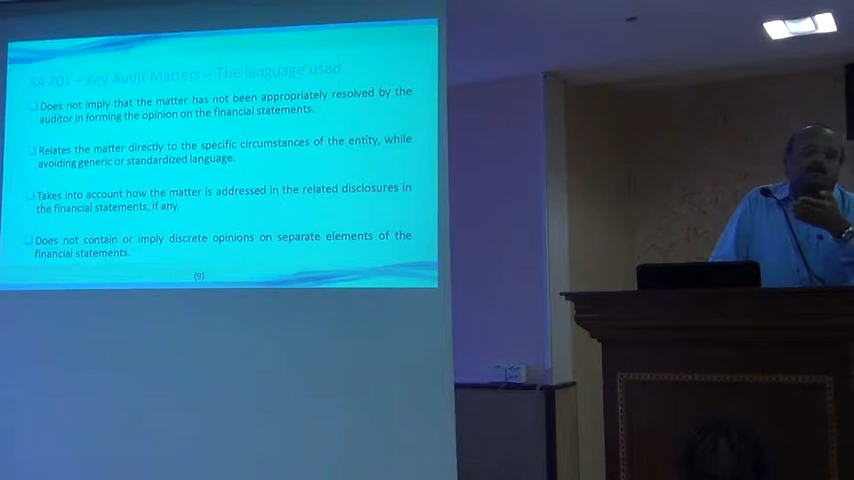 SA 701 – Key Audit Matters – The language used
Does not imply that the matter has not been appropriately resolved by the
auditor in forming the opinion on the financial statements.
Relates the matter directly to the specific circumstances of the entity, while
avoiding generic or standardized language.
Takes into account how the matter is addressed in the related disclosures in
the financial statements, if any.
Does not contain or imply discrete opinions on separate elements of the
financial statements.
(9)